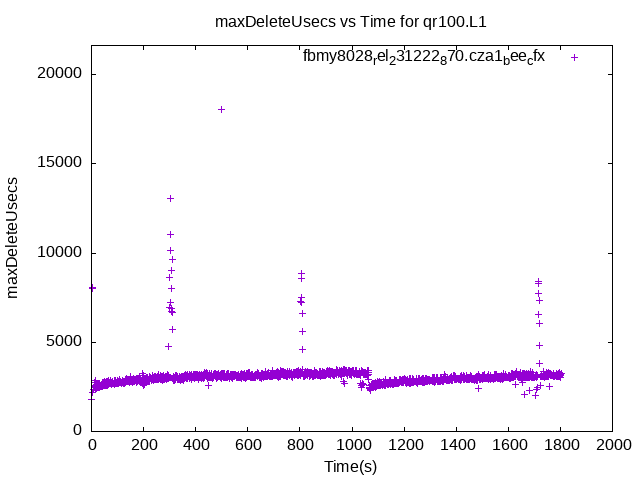 maxDeleteUsecs vs Time for qr100.L1
fbmy8028rel231222870.cza1beecfx
20000
15000
10000
5000
0
maxDeleteUsecs
0 200 400 600 800 1000 1200 1400 1600 1800 2000
Time(s)